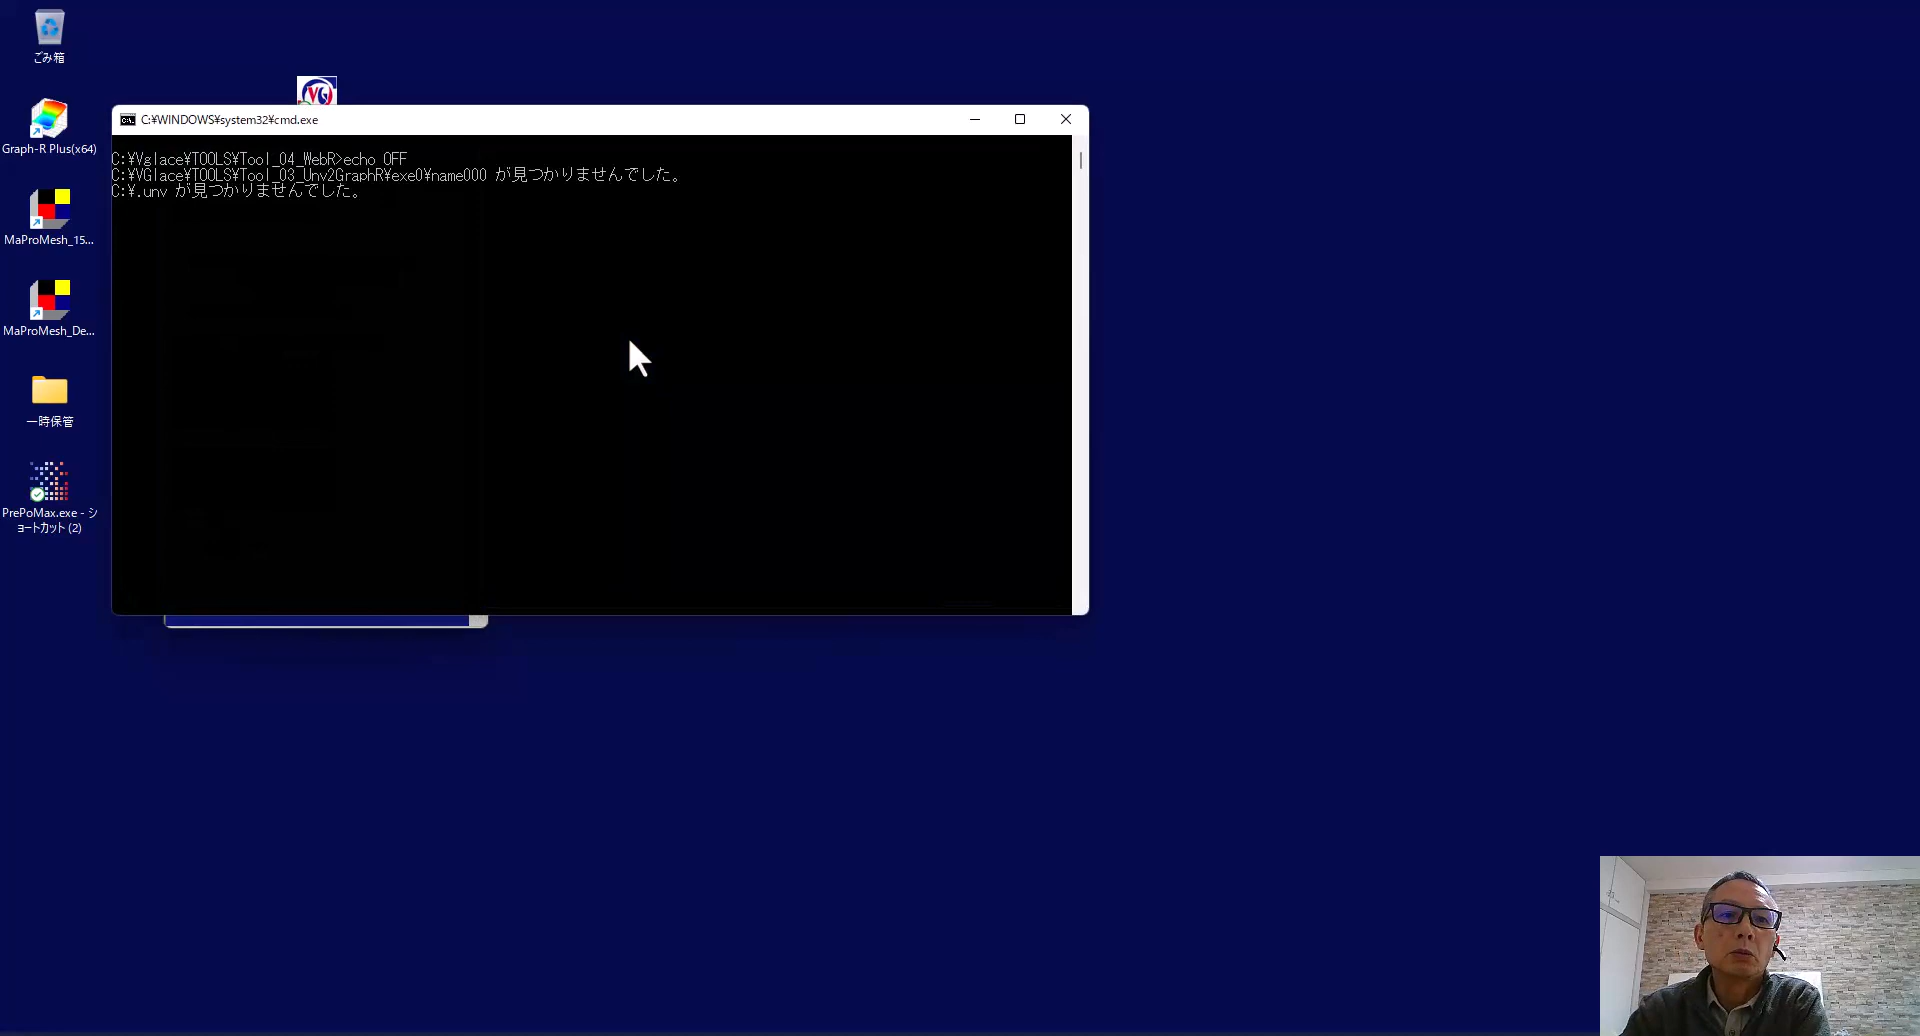 ごみ箱
VG
Graph-R Plus(x64)
MaProMesh_15...
MaProMesh_De...
一時保管
PrePoMax.exe - シ
ョートカット (2)
C:¥WINDOWS¥system32¥cmd.exe
C:¥Vglace¥TOOLS¥Tool_04_WebR>echo OFF
C:¥VGlace¥TOOLS¥Tool_03_Unv2GraphR¥exe0¥name000 が見つかりませんでした。
C:¥.unv が見つかりませんでした。